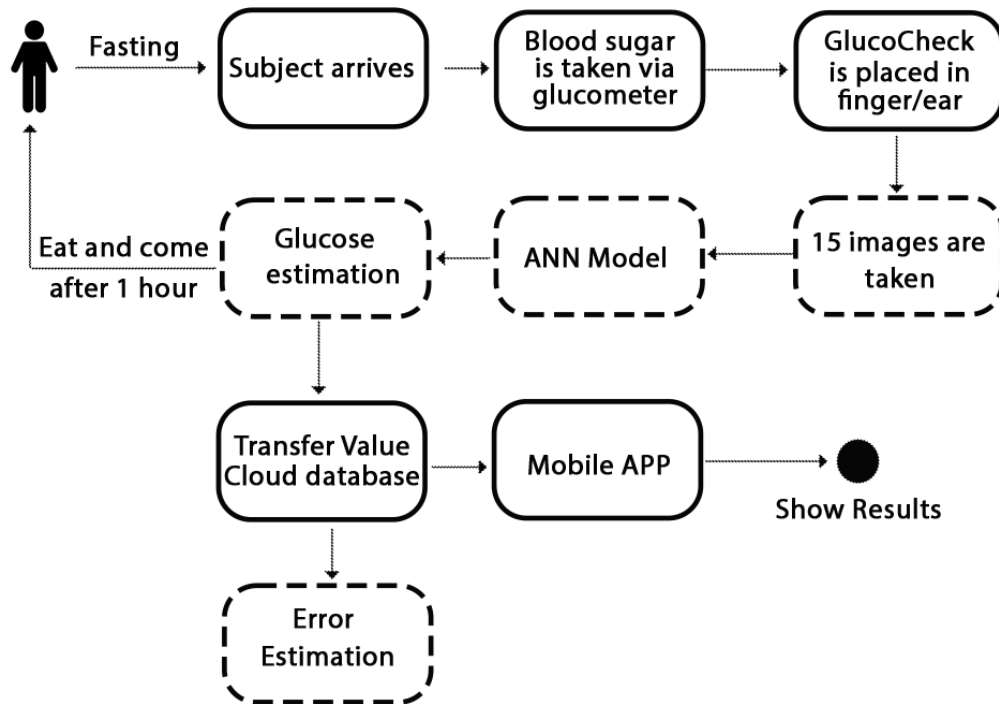 Fasting
Subject arrives
Blood sugar
is taken via
glucometer
GlucoCheck
is placed in
finger/ear
Eat and come
after 1 hour
Glucose
estimation
ANN Model
15 images are
taken
Transfer Value
Cloud database
Mobile APP
Show Results
Error
Estimation